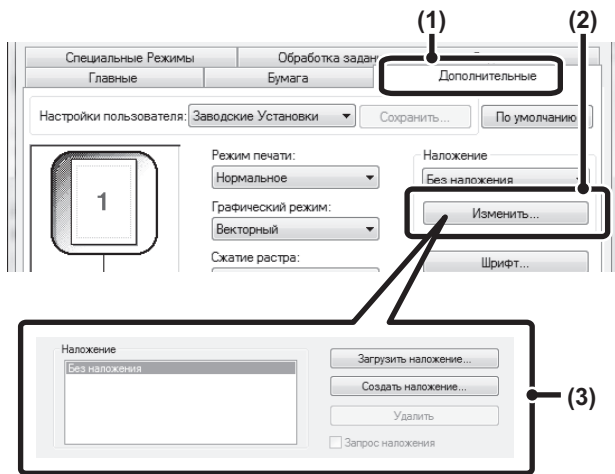 (1)
(2)
Специальные Режимы
Обработка
Главные
Бумага
Дополнительные
Настройки пользователя:
Заводские Установки
Сохранить...
По умолчанию
1
Режим печати:
Нормальное
Графический режим:
Векторный
Сжатие растра:
Наложение
Без наложения
Изменить...
Шрифт...
Наложение
Без наложения
Загрузить наложение...
Создать наложение...
Удалить
Запрос наложения
(3)